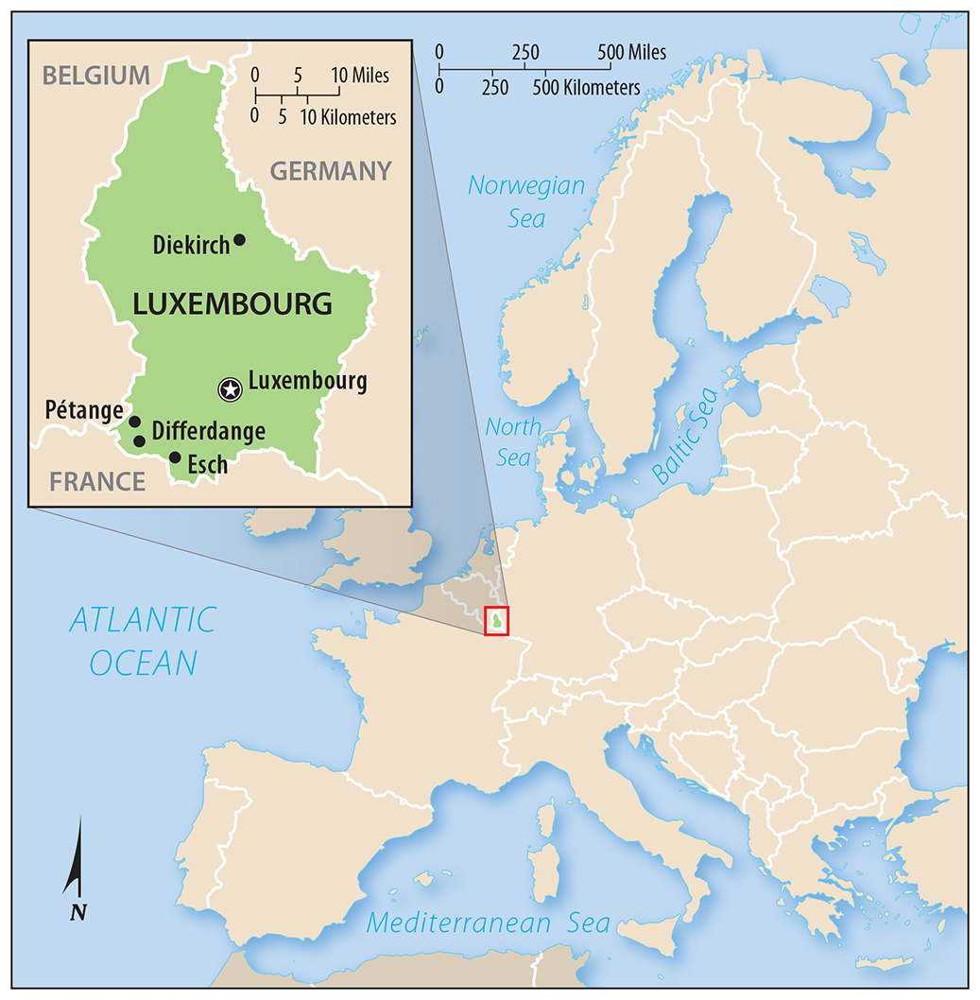 BELGIUM
0 5 10 Miles
0 5 10 Kilometers
GERMANY
Diekirch
LUXEMBOURG
Luxembourg
Pétange
Differdange
Esch
FRANCE
0 250 500 Miles
0 250 500 Kilometers
Norwegian
Sea
North
Sea
Baltic Sea
ATLANTIC
OCEAN
Mediterranean Sea
N